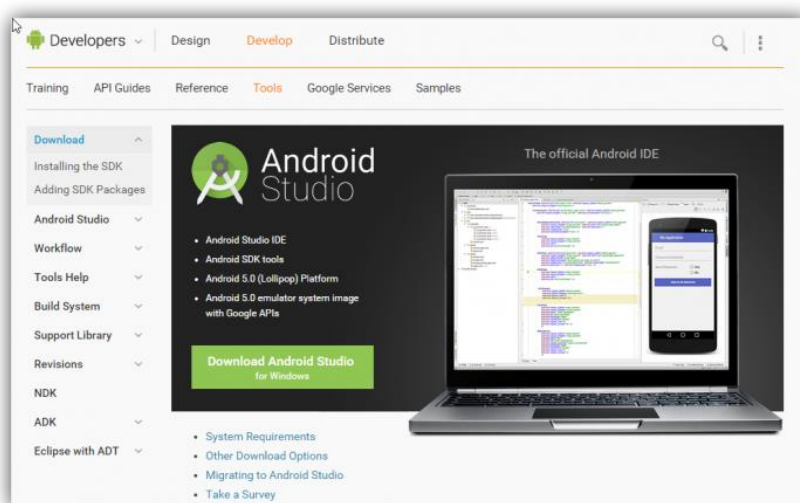 Developers
Design
Develop
Distribute
Training
API Guides
Reference
Tools
Google Services
Samples
Download
Installing the SDK
Adding SDK Packages
Android Studio
Workflow
Tools Help
Build System
Support Library
Revisions
NDK
ADK
Eclipse with ADT
Android
Studio
The official Android IDE
• Android Studio IDE
• Android SDK tools
• Android 5.0 (Lollipop) Platform
• Android 5.0 emulator system image
with Google APIs
Download Android Studio
for Windows
• System Requirements
• Other Download Options
• Migrating to Android Studio
• Take a Survey